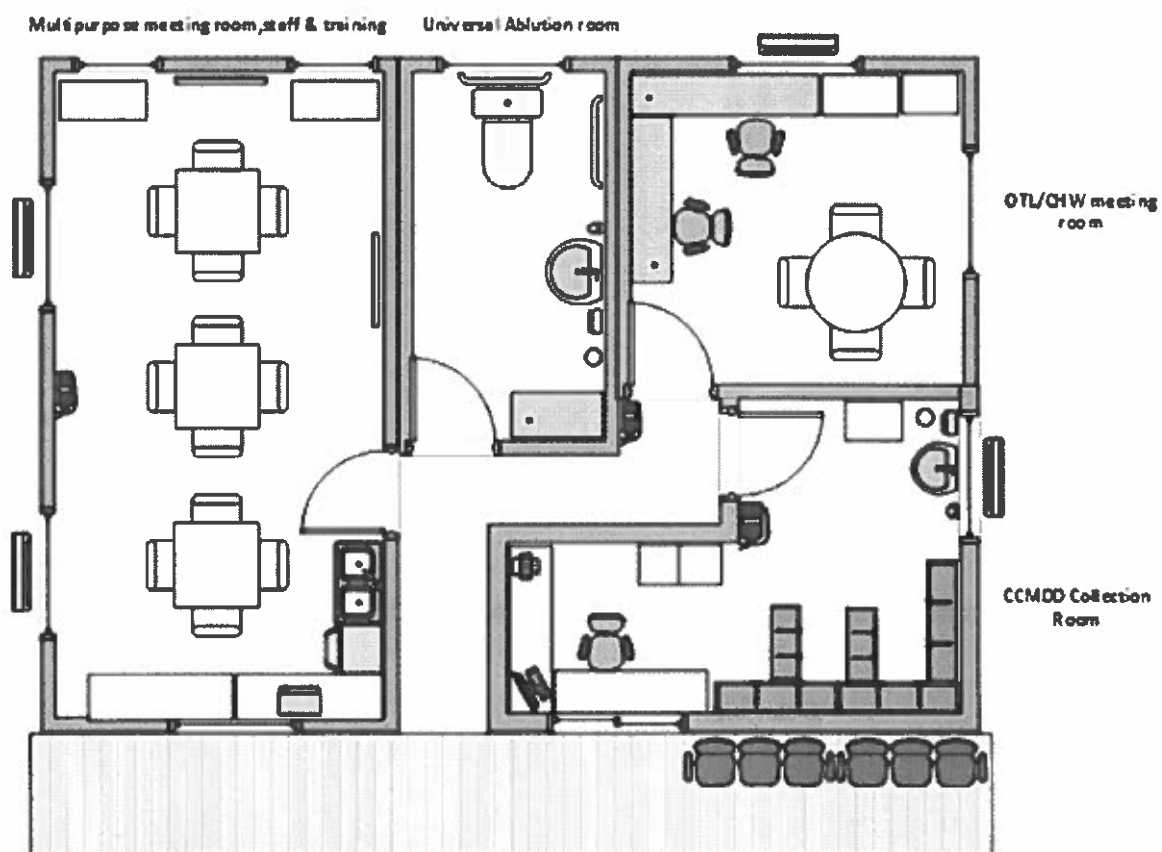 Multipurpose meeting room,staff & training
Universal Ablution room
OTL/CHW meeting
room
CCMDD Collection
Room